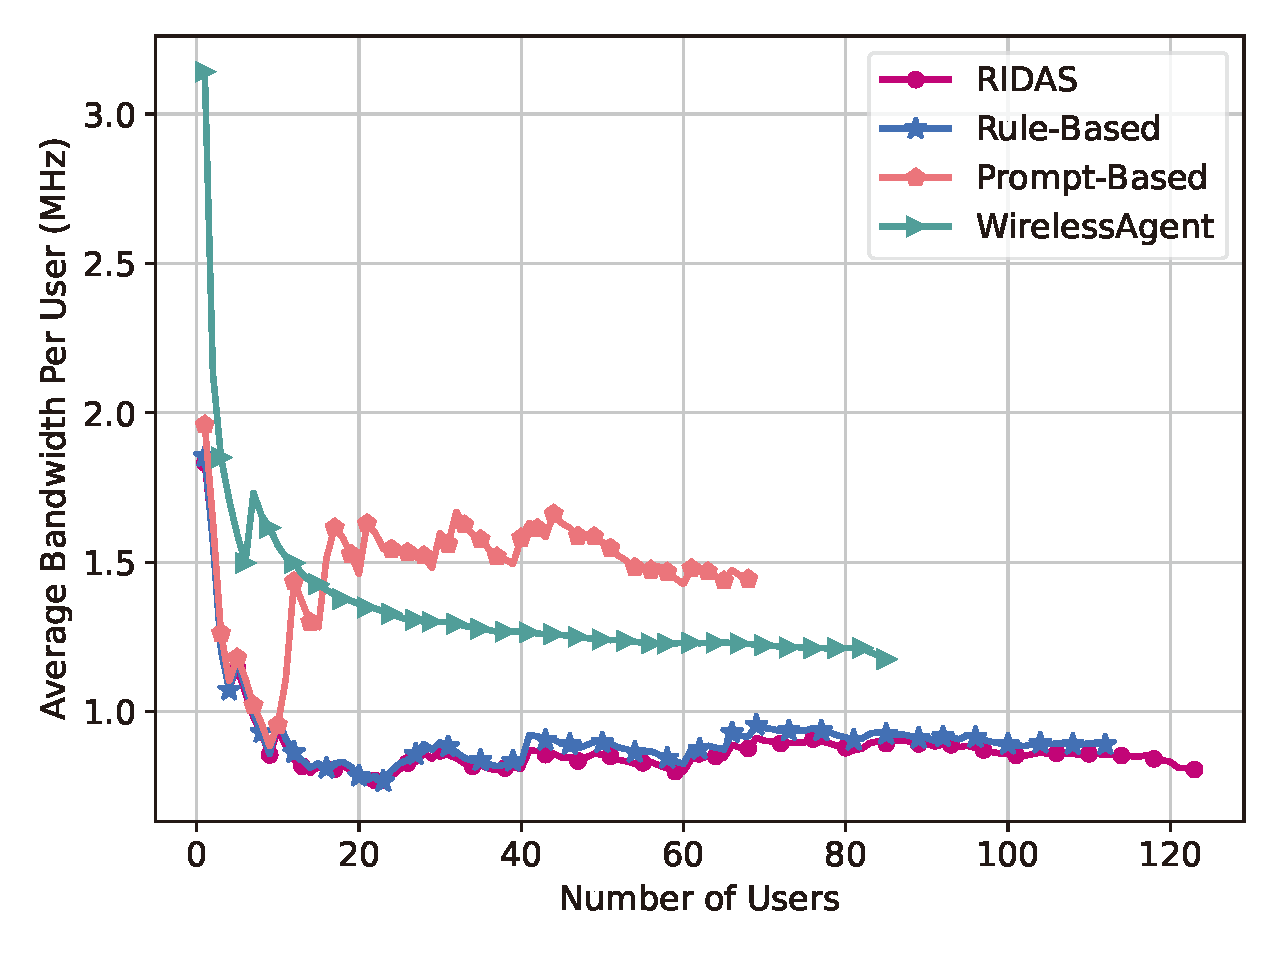 RIDAS
Rule-Based
Prompt-Based
WirelessAgent
Average Bandwidth Per User (MHz)
3.0
2.5
2.0
1.5
1.0
0 20 40 60 80 100 120
Number of Users